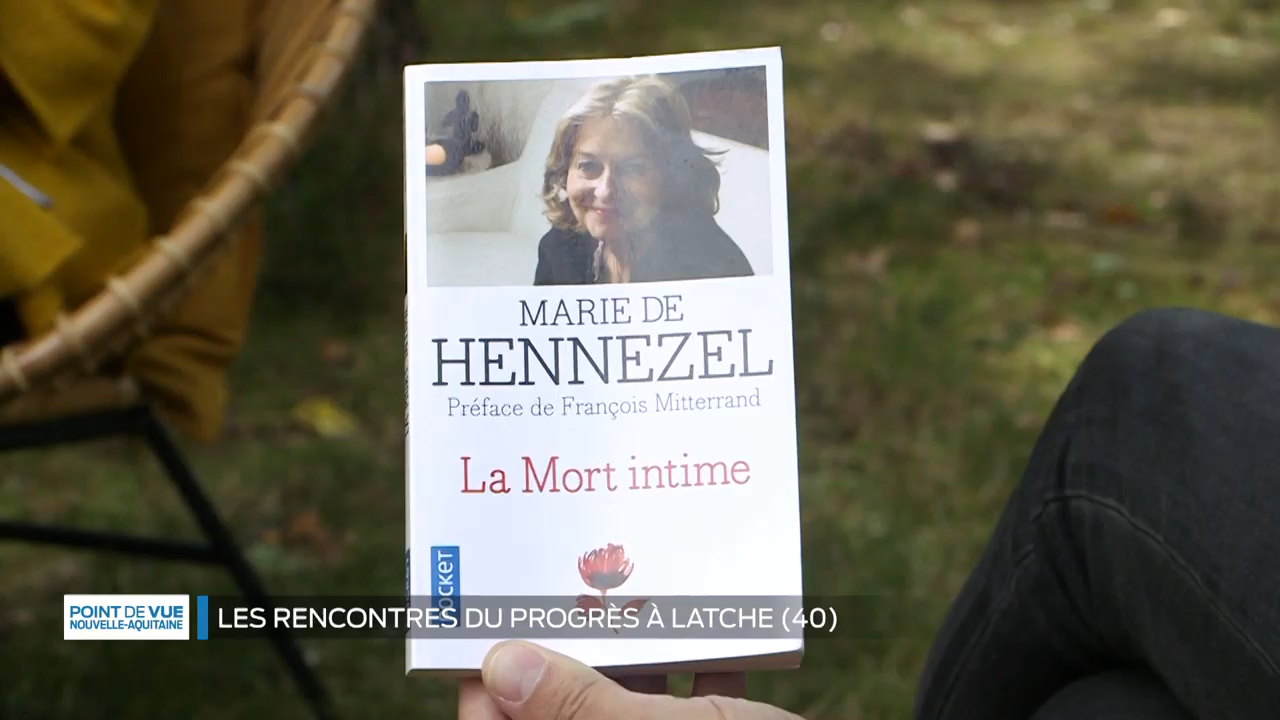 MARIE DE
HENNEZEL
Préface de François Mitterrand
La Mort intime
POCKET
POINT DE VUE
NOUVELLE-AQUITAINE
LES RENCONTRES DU PROGRÈS À LATCHE (40)